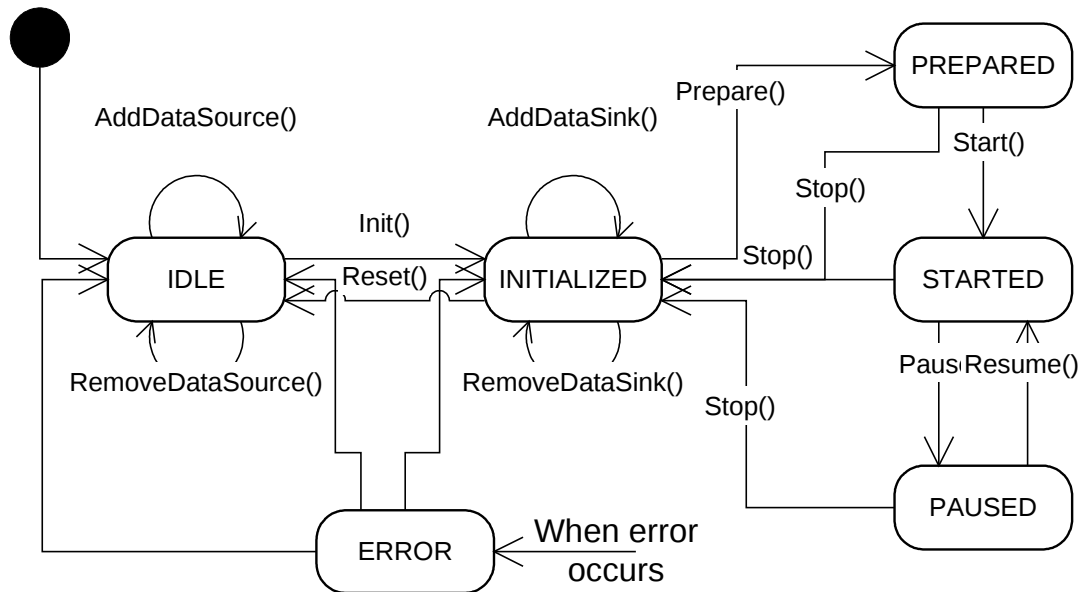 PREPARED
Prepare()
AddDataSource()
AddDataSink()
Start()
Stop()
Init()
Stop()
IDLE
Reset()
INITIALIZED
STARTED
Paus
Resume()
RemoveDataSource()
RemoveDataSink()
Stop()
PAUSED
ERROR
When error
occurs